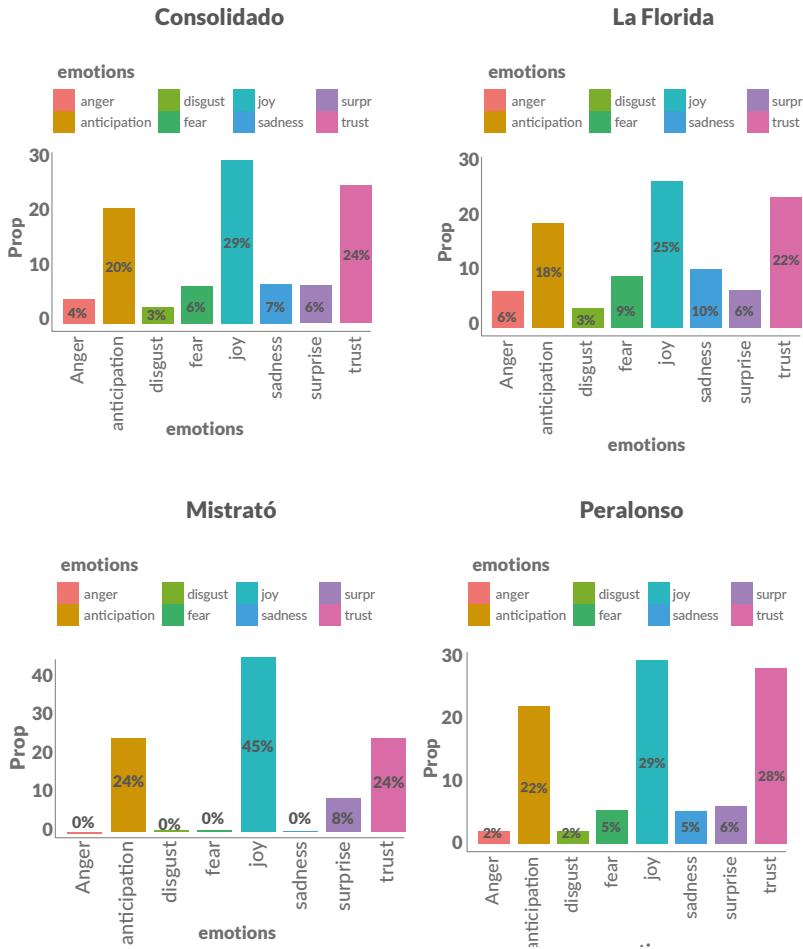 Consolidado
emotions
anger disgust joy surpr
anticipation fear sadness trust
Prop
30
20
10
0
4% 20% 3% 6% 29% 7% 6% 24%
Anger anticipation disgust fear joy sadness surprise trust
emotions
La Florida
emotions
anger disgust joy surpr
anticipation fear sadness trust
Prop
30
20
10
0
6% 18% 3% 9% 25% 10% 6% 22%
Anger anticipation disgust fear joy sadness surprise trust
emotions
Mistrató
emotions
anger disgust joy surpr
anticipation fear sadness trust
Prop
40
30
20
10
0
0% 24% 0% 0% 45% 0% 8% 24%
Anger anticipation disgust fear joy sadness surprise trust
emotions
Peralonso
emotions
anger disgust joy surpr
anticipation fear sadness trust
Prop
30
20
10
0
2% 22% 2% 5% 29% 5% 6% 28%
Anger anticipation disgust fear joy sadness surprise trust